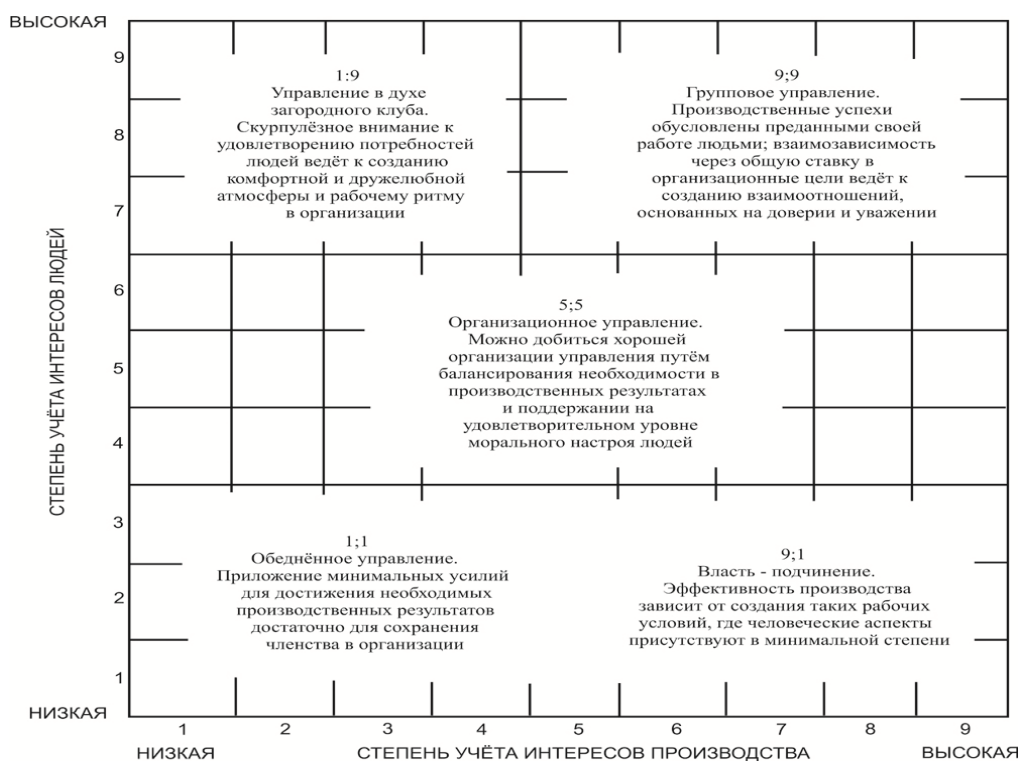 ВЫСОКАЯ
9
8
7
6
5
4
3
2
1
НИЗКАЯ
СТЕПЕНЬ УЧЁТА ИНТЕРЕСОВ ЛЮДЕЙ
1:9
Управление в духе
загородного клуба.
Скурпулёзное внимание к
удовлетворению потребностей
людей ведёт к созданию
комфортной и дружелюбной
атмосферы и рабочему ритму
в организации
9;9
Групповое управление.
Производственные успехи
обусловлены преданными своей
работе людьми; взаимозависимость
через общую ставку в
организационные цели ведёт к
созданию взаимоотношений,
основанных на доверии и уважении
5;5
Организационное управление.
Можно добиться хорошей
организации управления путём
балансирования необходимости в
производственных результатах
и поддержании на
удовлетворительном уровне
морального настроя людей
1;1
Обеднённое управление.
Приложение минимальных усилий
для достижения необходимых
производственных результатов
достаточно для сохранения
членства в организации
9;1
Власть - подчинение.
Эффективность производства
зависит от создания таких рабочих
условий, где человеческие аспекты
присутствуют в минимальной степени
1 2 3 4 5 6 7 8 9
НИЗКАЯ СТЕПЕНЬ УЧЁТА ИНТЕРЕСОВ ПРОИЗВОДСТВА ВЫСОКАЯ